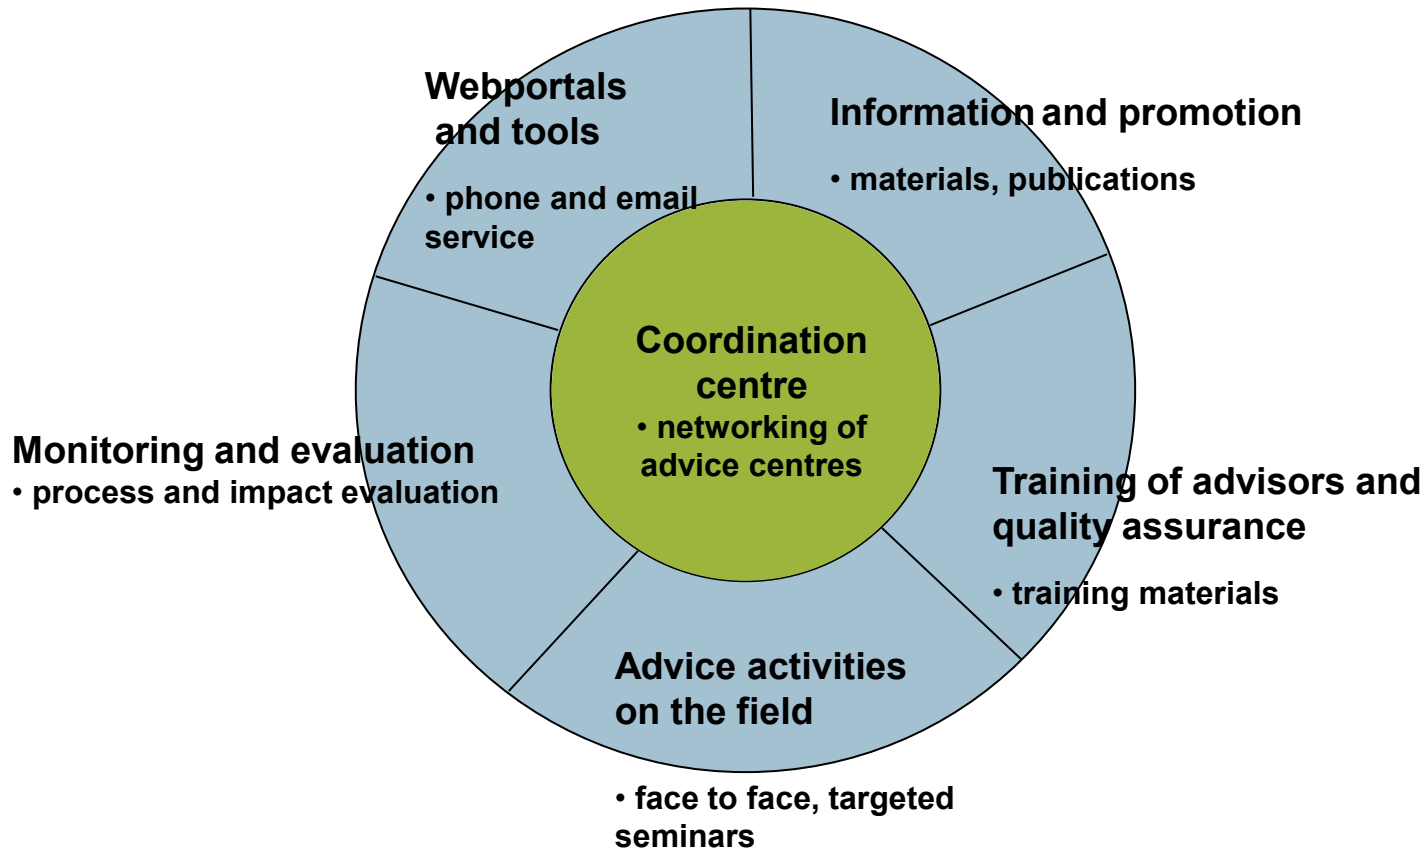 Webportals
and tools
• phone and email
service
Information and promotion
• materials, publications
Coordination
centre
• networking of
advice centres
Monitoring and evaluation
• process and impact evaluation
Training of advisors and
quality assurance
• training materials
Advice activities
on the field
• face to face, targeted
seminars